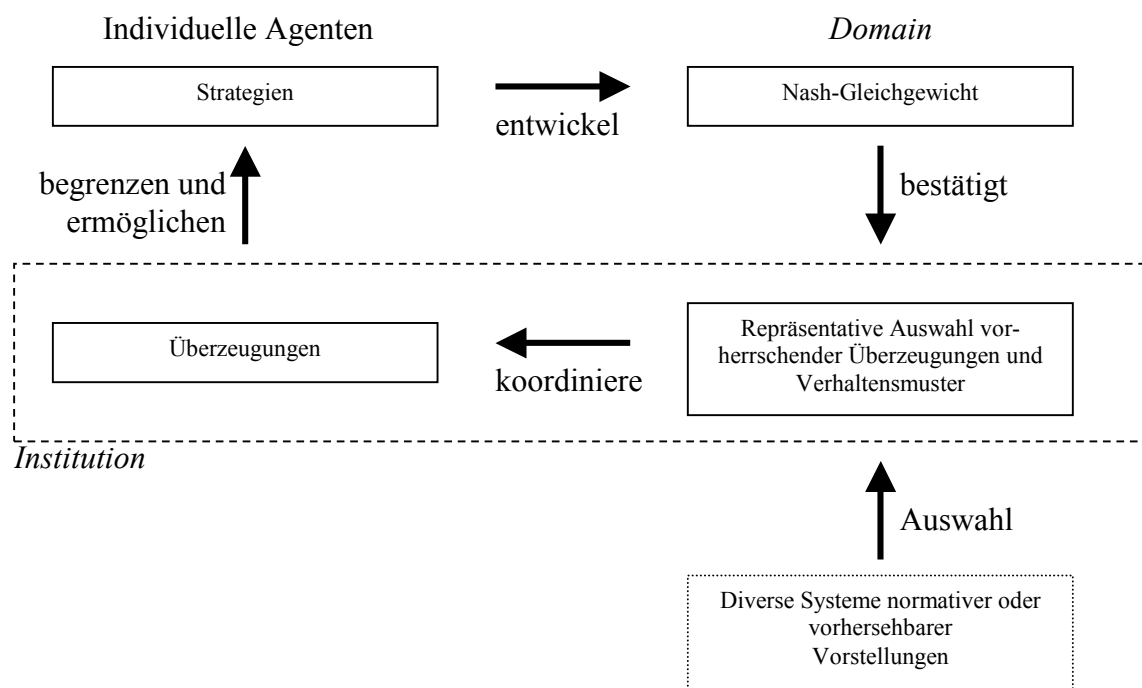 Individuelle Agenten
Domain
Strategien
Nash-Gleichgewicht
entwickel
begrenzen und
ermöglichen
bestätigt
Überzeugungen
Repräsentative Auswahl vor-
herrschender Überzeugungen und
Verhaltensmuster
koordiniere
Institution
Auswahl
Diverse Systeme normativer oder
vorhersehbarer
Vorstellungen